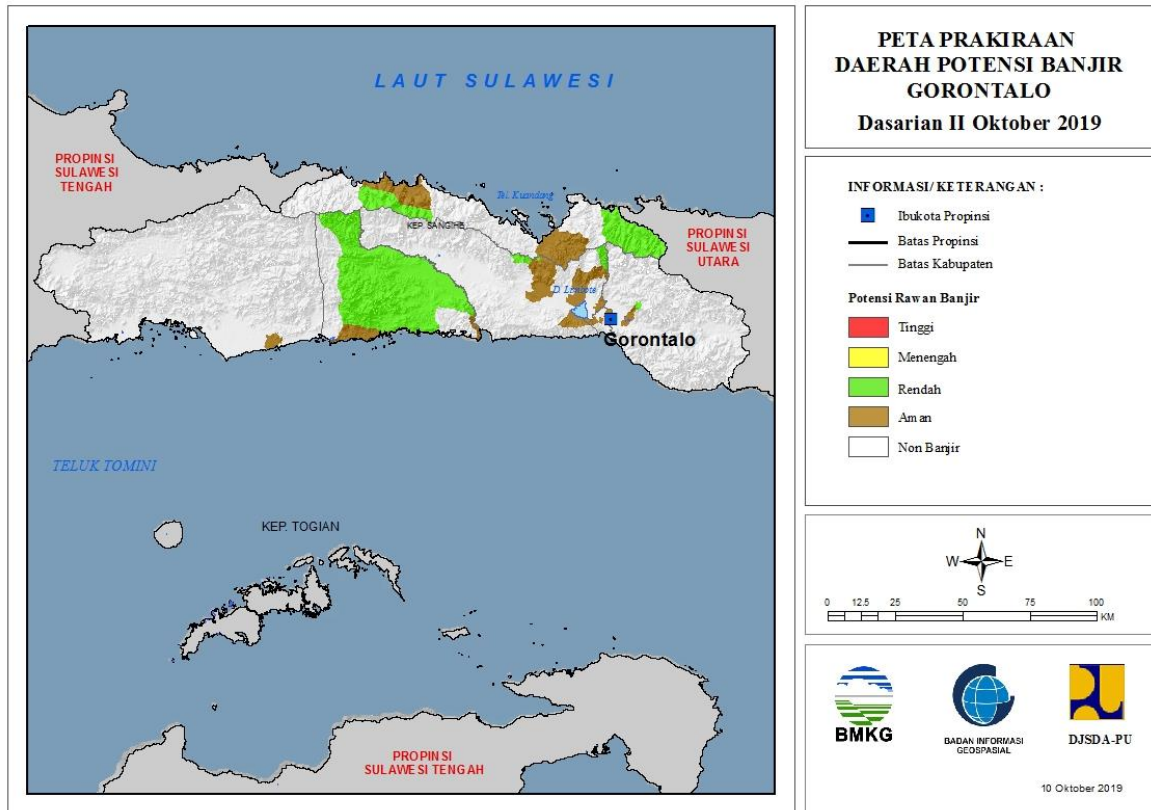 LAUT SULAWESI
PROPINSI
SULAWESI
TENGAH
Tel. Kuandang
KEP. SANGIHE
PROPINSI
SULAWESI
UTARA
D. Limboto
Gorontalo
TELUK TOMINI
KEP. TOGIAN
PROPINSI
SULAWESI TENGAH
PETA PRAKIRAAN
DAERAH POTENSI BANJIR
GORONTALO
Dasarian II Oktober 2019
INFORMASI/ KETERANGAN :
Ibukota Propinsi
Batas Propinsi
Batas Kabupaten
Potensi Rawan Banjir
Tinggi
Menengah
Rendah
Aman
Non Banjir
N
W E
S
0 12.5 25 50 75 100
KM
BMKG
BADAN INFORMASI
GEOSPASIAL
DJSDA-PU
10 Oktober 2019